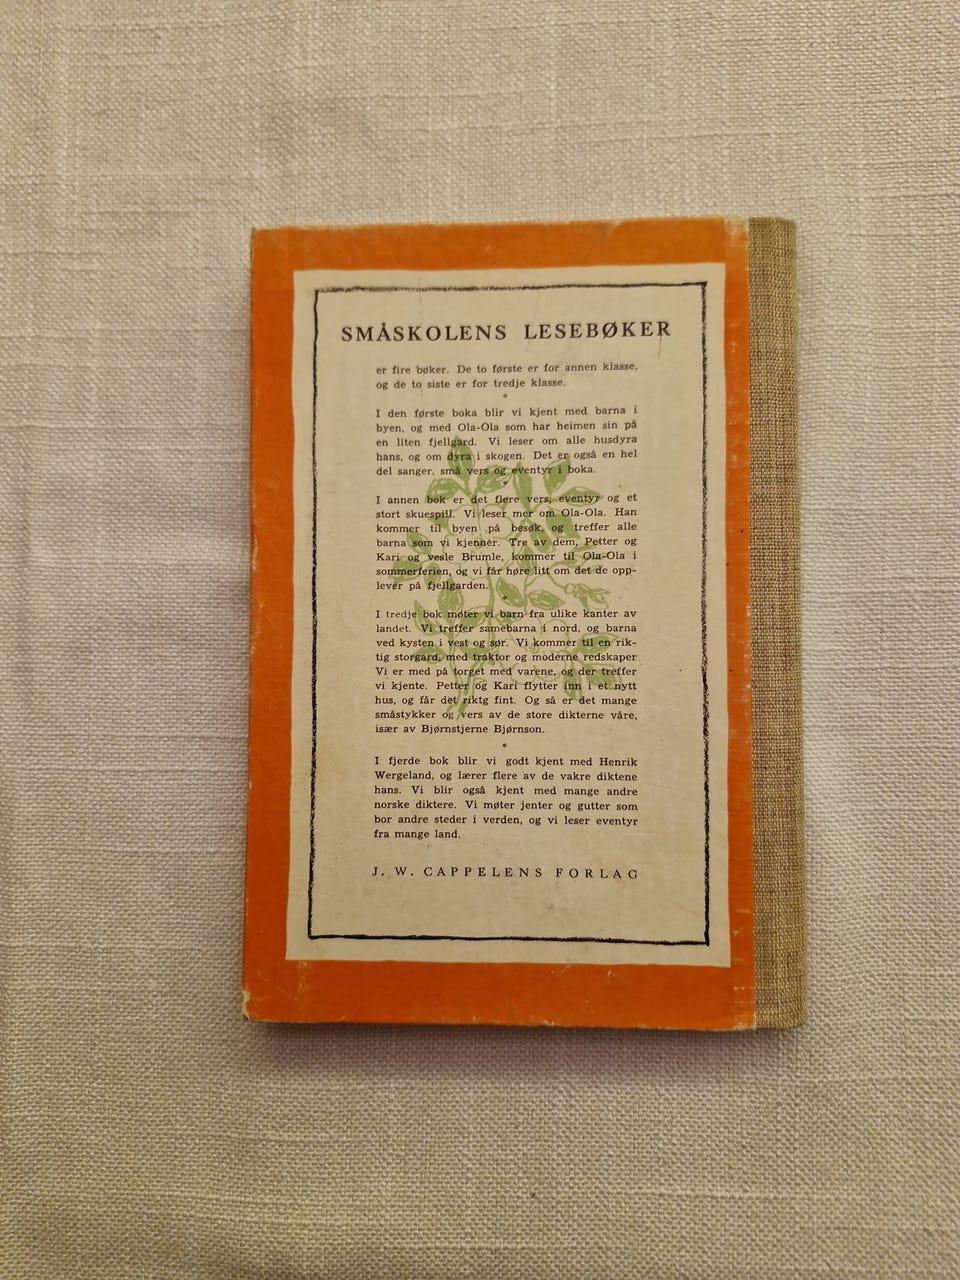 SMÅSKOLENS LESEBØKER
er fire bøker. De to første er for annen klasse,
og de to siste er for tredje klasse.
*
I den første boka blir vi kjent med barna i
byen, og med Ola-Ola som har heimen sin på
en liten fjellgard. Vi leser om alle husdyra
hans, og om dyra i skogen. Det er også en hel
del sanger, små vers og eventyr i boka.
*
I annen bok er det flere vers, eventyr og et
stort skuespill. Vi leser mer om Ola-Ola. Han
kommer til byen på besøk, og treffer alle
barna som vi kjenner. Tre av dem, Petter og
Kari og vesle Brumle, kommer til Ola-Ola i
sommerferien, og vi får høre litt om det de opp-
lever på fjellgarden.
*
I tredje bok møter vi barn fra ulike kanter av
landet. Vi treffer samebarna i nord, og barna
ved kysten i vest og sør. Vi kommer til en rik-
tig storgard, med traktor og moderne redskaper
Vi er med på torget med varene, og der treffer
vi kjente. Petter og Kari flytter inn i et nytt
hus, og får det riktg fint. Og så er det mange
småstykker og vers av de store dikterne våre,
især av Bjørnstjerne Bjørnson.
*
I fjerde bok blir vi godt kjent med Henrik
Wergeland, og lærer flere av de vakre diktene
hans. Vi blir også kjent med mange andre
norske diktere. Vi møter jenter og gutter som
bor andre steder i verden, og vi leser eventyr
fra mange land.
J. W. CAPPELENS FORLAG